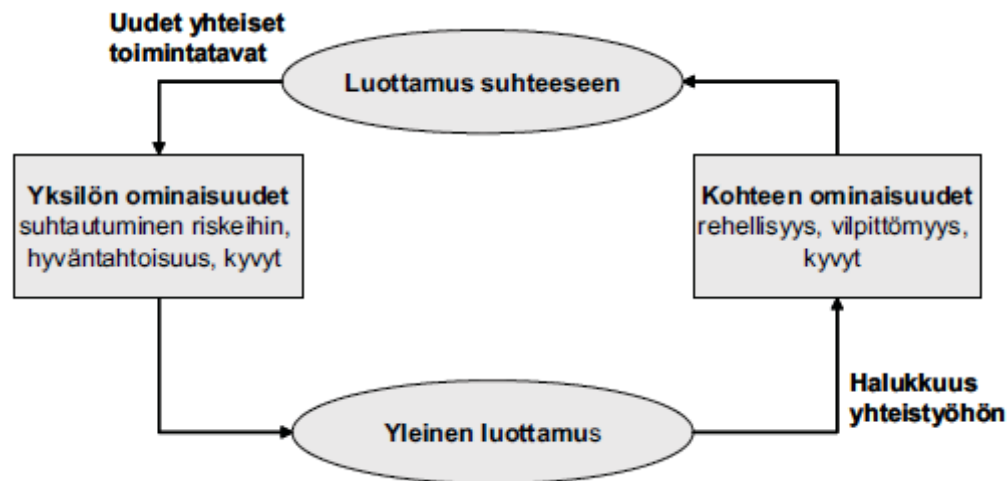 Uudet yhteiset
toimintatavat
Luottamus suhteeseen
Yksilön ominaisuudet
suhtautuminen riskeihin,
hyväntahtoisuus, kyvyt
Kohteen ominaisuudet
rehellisyys, vilpittömyys,
kyvyt
Halukkuus
yhteistyöhön
Yleinen luottamus